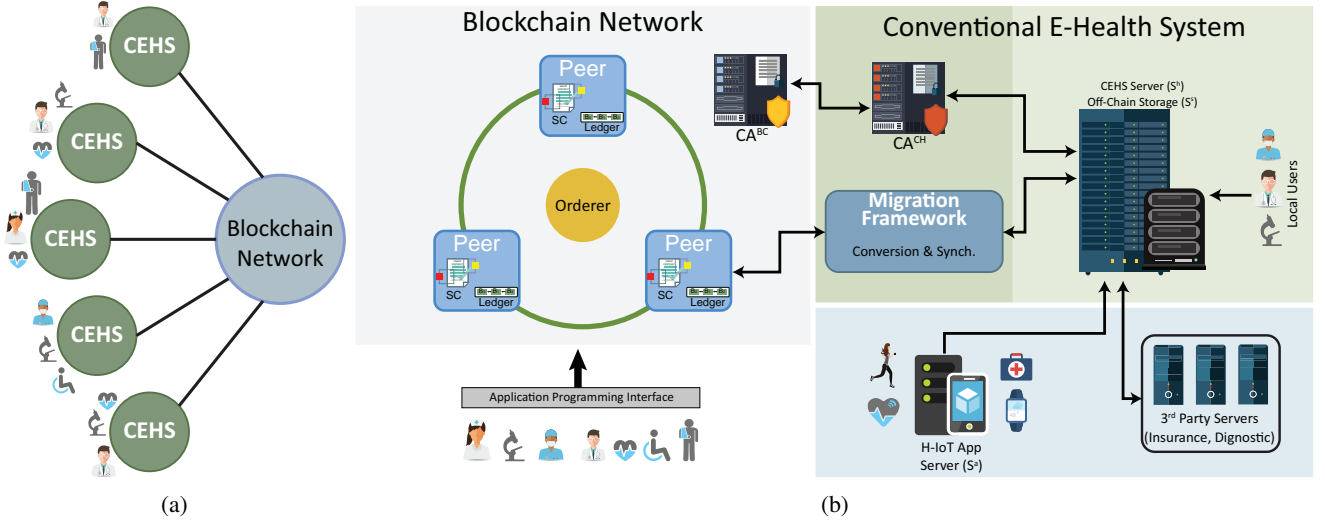 CEHS
CEHS
CEHS
CEHS
CEHS
Blockchain
Network
(a)
Blockchain Network
Peer
SC
Ledger
Orderer
Peer
SC
Ledger
Peer
SC
Ledger
Application Programming Interface
CA^BC
Conventional E-Health System
CA^CH
CEHS Server (S^h)
Off-Chain Storage (S^s)
Local Users
Migration
Framework
Conversion & Synch.
H-IoT App
Server (S^a)
3^rd Party Servers
(Insurance, Dignostic)
(b)